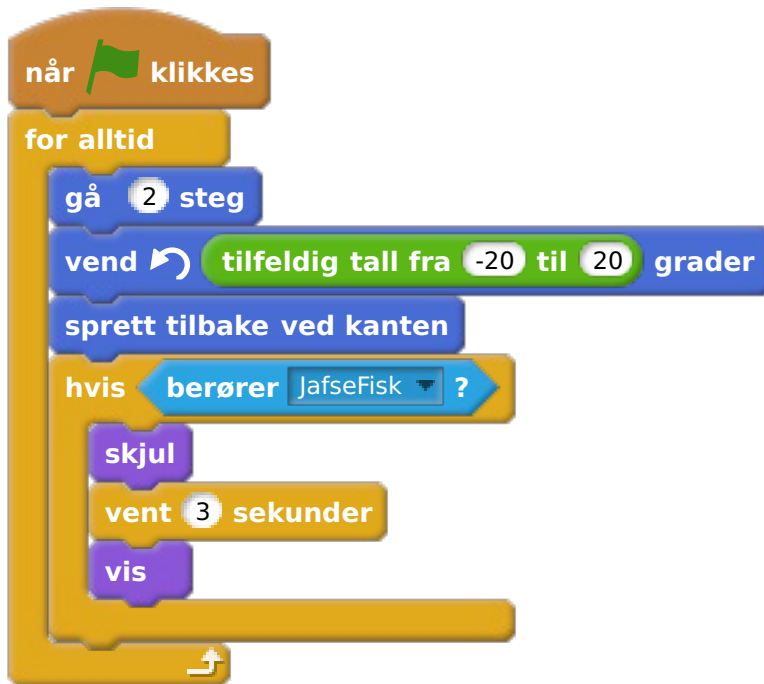 når klikkes
for alltid
gå 2 steg
vend tilfeldig tall fra -20 til 20 grader
sprett tilbake ved kanten
hvis berører JafseFisk ?
skjul
vent 3 sekunder
vis